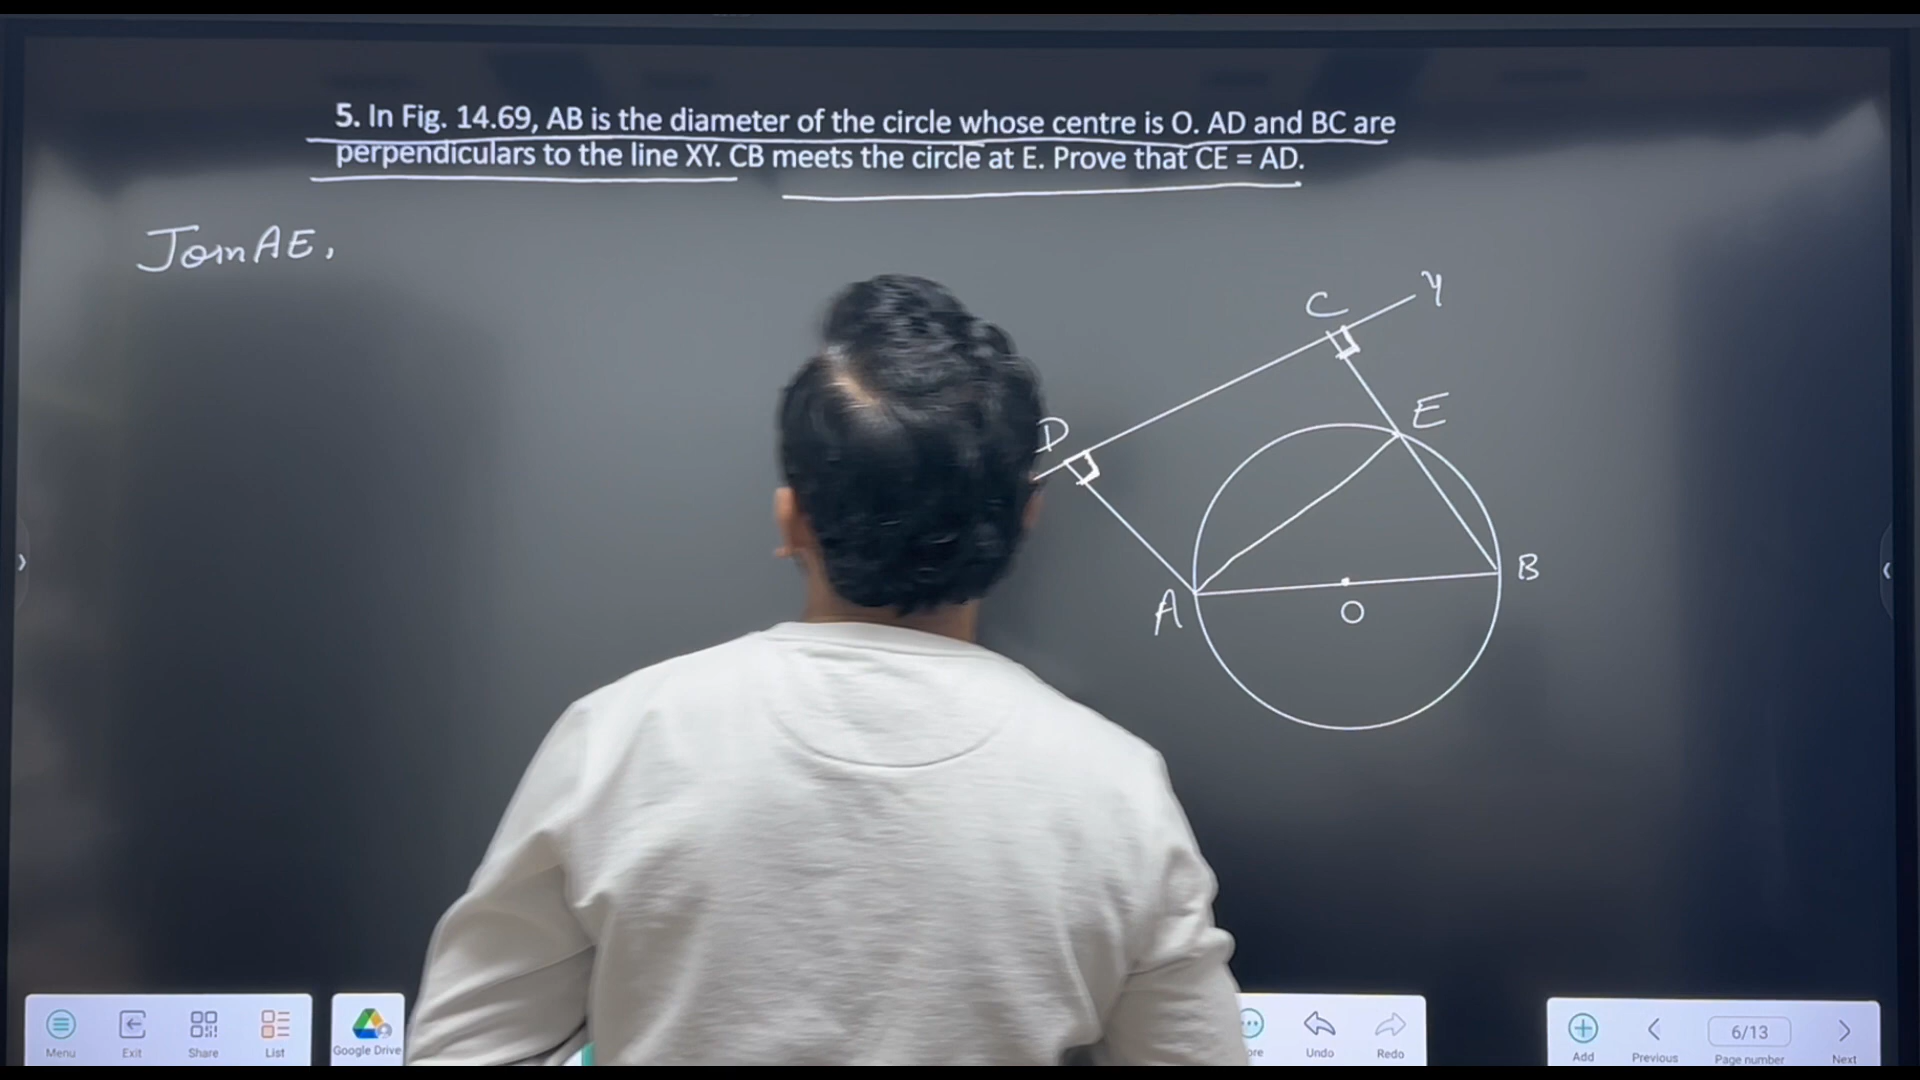 5. In Fig. 14.69, AB is the diameter of the circle whose centre is O. AD and BC are
perpendiculars to the line XY. CB meets the circle at E. Prove that CE = AD.
Join AE,
C
Y
E
D
B
A
O
Menu
Exit
Share
List
Google Drive
Undo
Redo
Add
Previous
6/13
Page number
Next